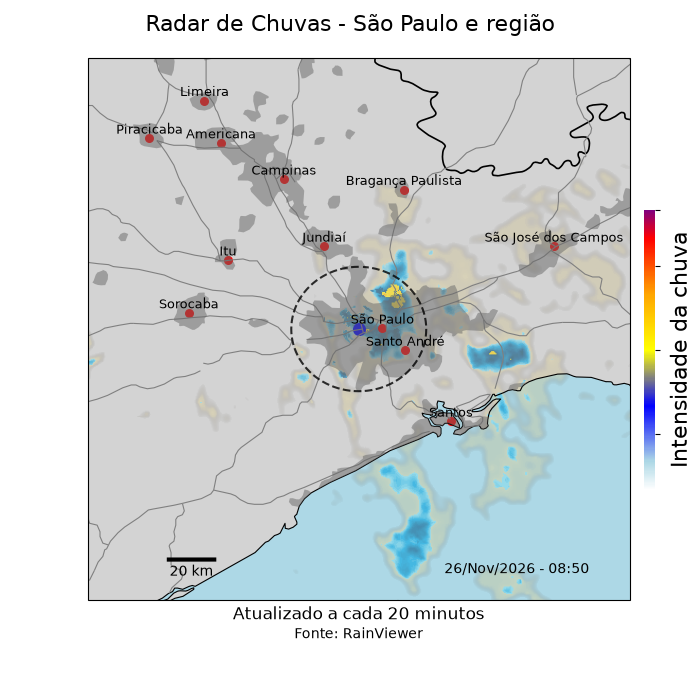 Radar de Chuvas - São Paulo e região
Limeira
Piracicaba
Americana
Campinas
Bragança Paulista
Jundiaí
São José dos Campos
Itu
Sorocaba
São Paulo
Santo André
Santos
Intensidade da chuva
20 km
26/Nov/2026 - 08:50
Atualizado a cada 20 minutos
Fonte: RainViewer